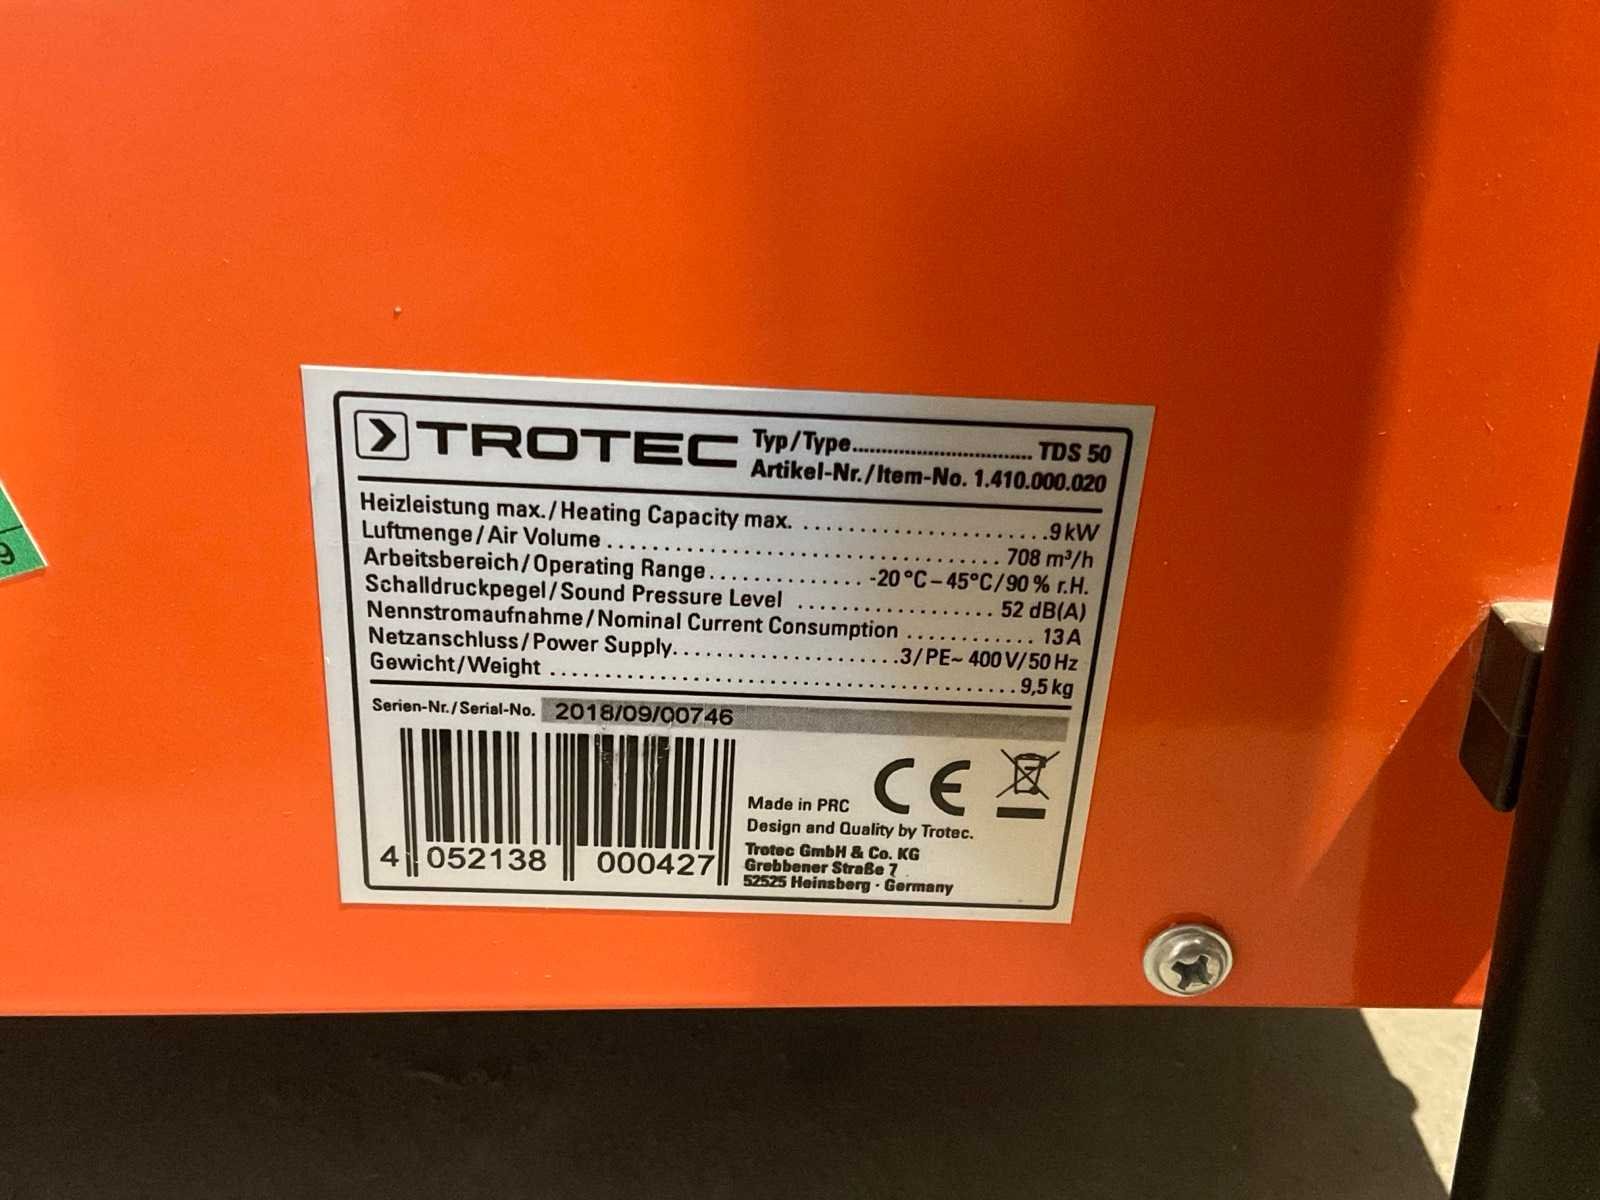 TROTEC
Typ/Type................................ TDS 50
Artikel-Nr./Item-No. 1.410.000.020
Heizleistung max./Heating Capacity max. ..................9 kW
Luftmenge/Air Volume ............................... 708 m³/h
Arbeitsbereich/Operating Range.............. -20°C–45°C/90% r.H.
Schalldruckpegel/Sound Pressure Level .................. 52 dB(A)
Nennstromaufnahme/Nominal Current Consumption ............ 13 A
Netzanschluss/Power Supply......................3/PE~ 400 V/50 Hz
Gewicht/Weight .....................................9,5 kg
Serien-Nr./Serial-No. 2018/09/00746
4 052138 000427
Made in PRC
CE
Design and Quality by Trotec.
Trotec GmbH & Co. KG
Grebbener Straße 7
52525 Heinsberg · Germany
9